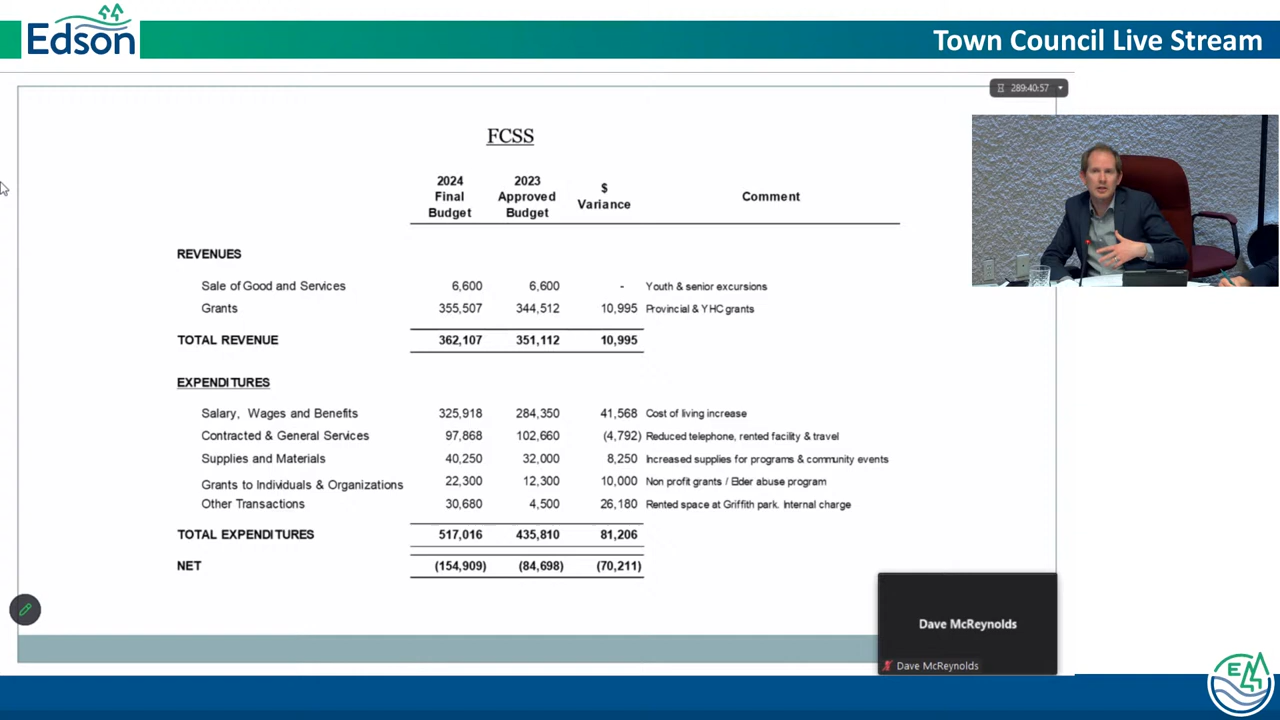 Edson
Town Council Live Stream
289:40:57
FCSS
2024 Final Budget
2023 Approved Budget
$ Variance
Comment
REVENUES
Sale of Good and Services 6,600 6,600 - Youth & senior excursions
Grants 355,507 344,512 10,995 Provincial & YHC grants
TOTAL REVENUE 362,107 351,112 10,995
EXPENDITURES
Salary, Wages and Benefits 325,918 284,350 41,568 Cost of living increase
Contracted & General Services 97,868 102,660 (4,792) Reduced telephone, rented facility & travel
Supplies and Materials 40,250 32,000 8,250 Increased supplies for programs & community events
Grants to Individuals & Organizations 22,300 12,300 10,000 Non profit grants / Elder abuse program
Other Transactions 30,680 4,500 26,180 Rented space at Griffith park. Internal charge
TOTAL EXPENDITURES 517,016 435,810 81,206
NET (154,909) (84,698) (70,211)
Dave McReynolds
Dave McReynolds